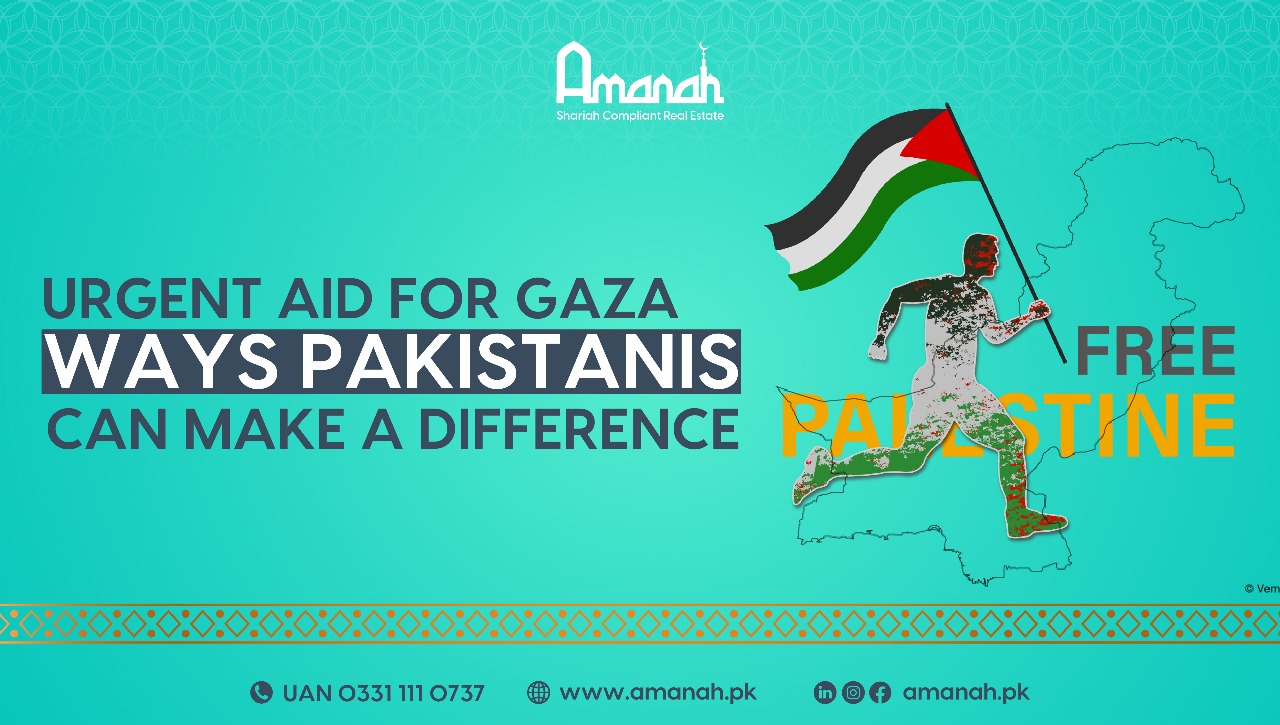 Amanah
Shariah Compliant Real Estate
URGENT AID FOR GAZA
WAYS PAKISTANIS
CAN MAKE A DIFFERENCE
FREE
PALESTINE
© Vem
UAN 0331 111 0737
www.amanah.pk
amanah.pk